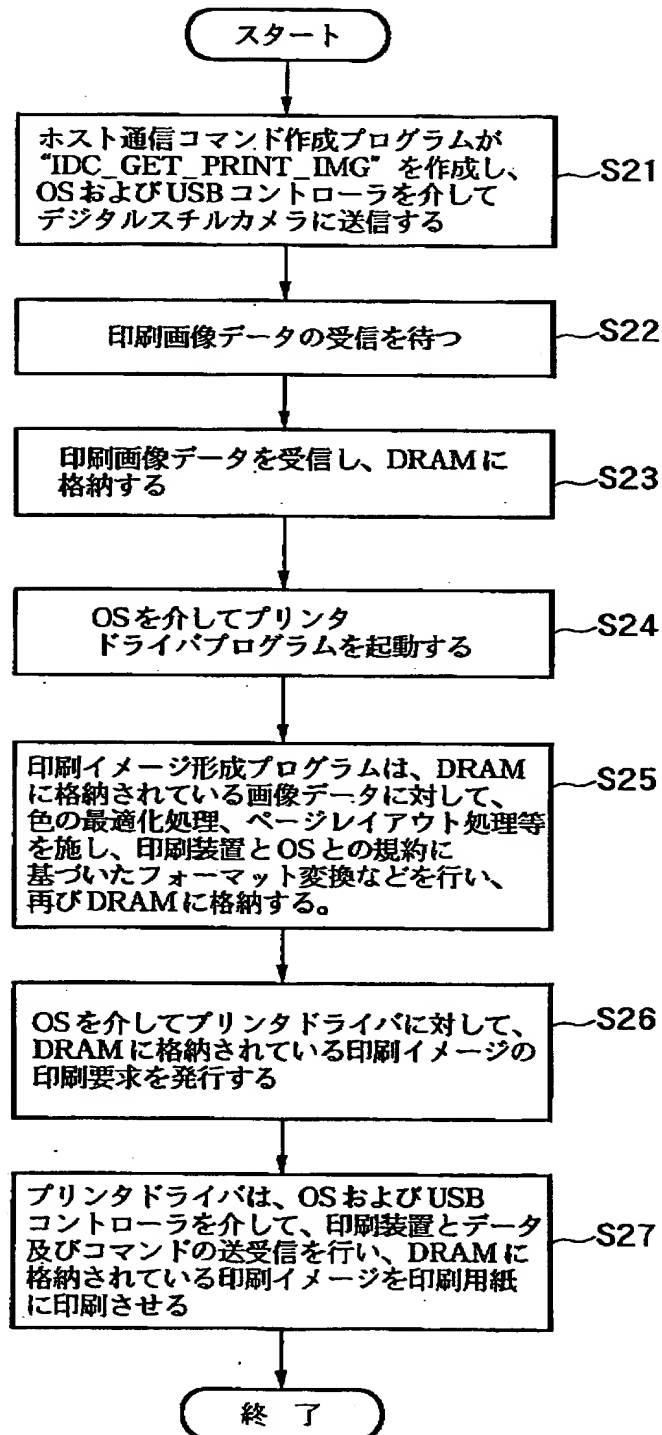 スタート
ホスト通信コマンド作成プログラムが
"IDC_GET_PRINT_IMG" を作成し、
OSおよびUSBコントローラを介して
デジタルスチルカメラに送信する
S21
印刷画像データの受信を待つ
S22
印刷画像データを受信し、DRAMに
格納する
S23
OSを介してプリンタ
ドライバプログラムを起動する
S24
印刷イメージ形成プログラムは、DRAM
に格納されている画像データに対して、
色の最適化処理、ページレイアウト処理等
を施し、印刷装置とOSとの規約に
基づいたフォーマット変換などを行い、
再びDRAMに格納する。
S25
OSを介してプリンタドライバに対して、
DRAMに格納されている印刷イメージの
印刷要求を発行する
S26
プリンタドライバは、OSおよびUSB
コントローラを介して、印刷装置とデータ
及びコマンドの送受信を行い、DRAMに
格納されている印刷イメージを印刷用紙
に印刷させる
S27
終了